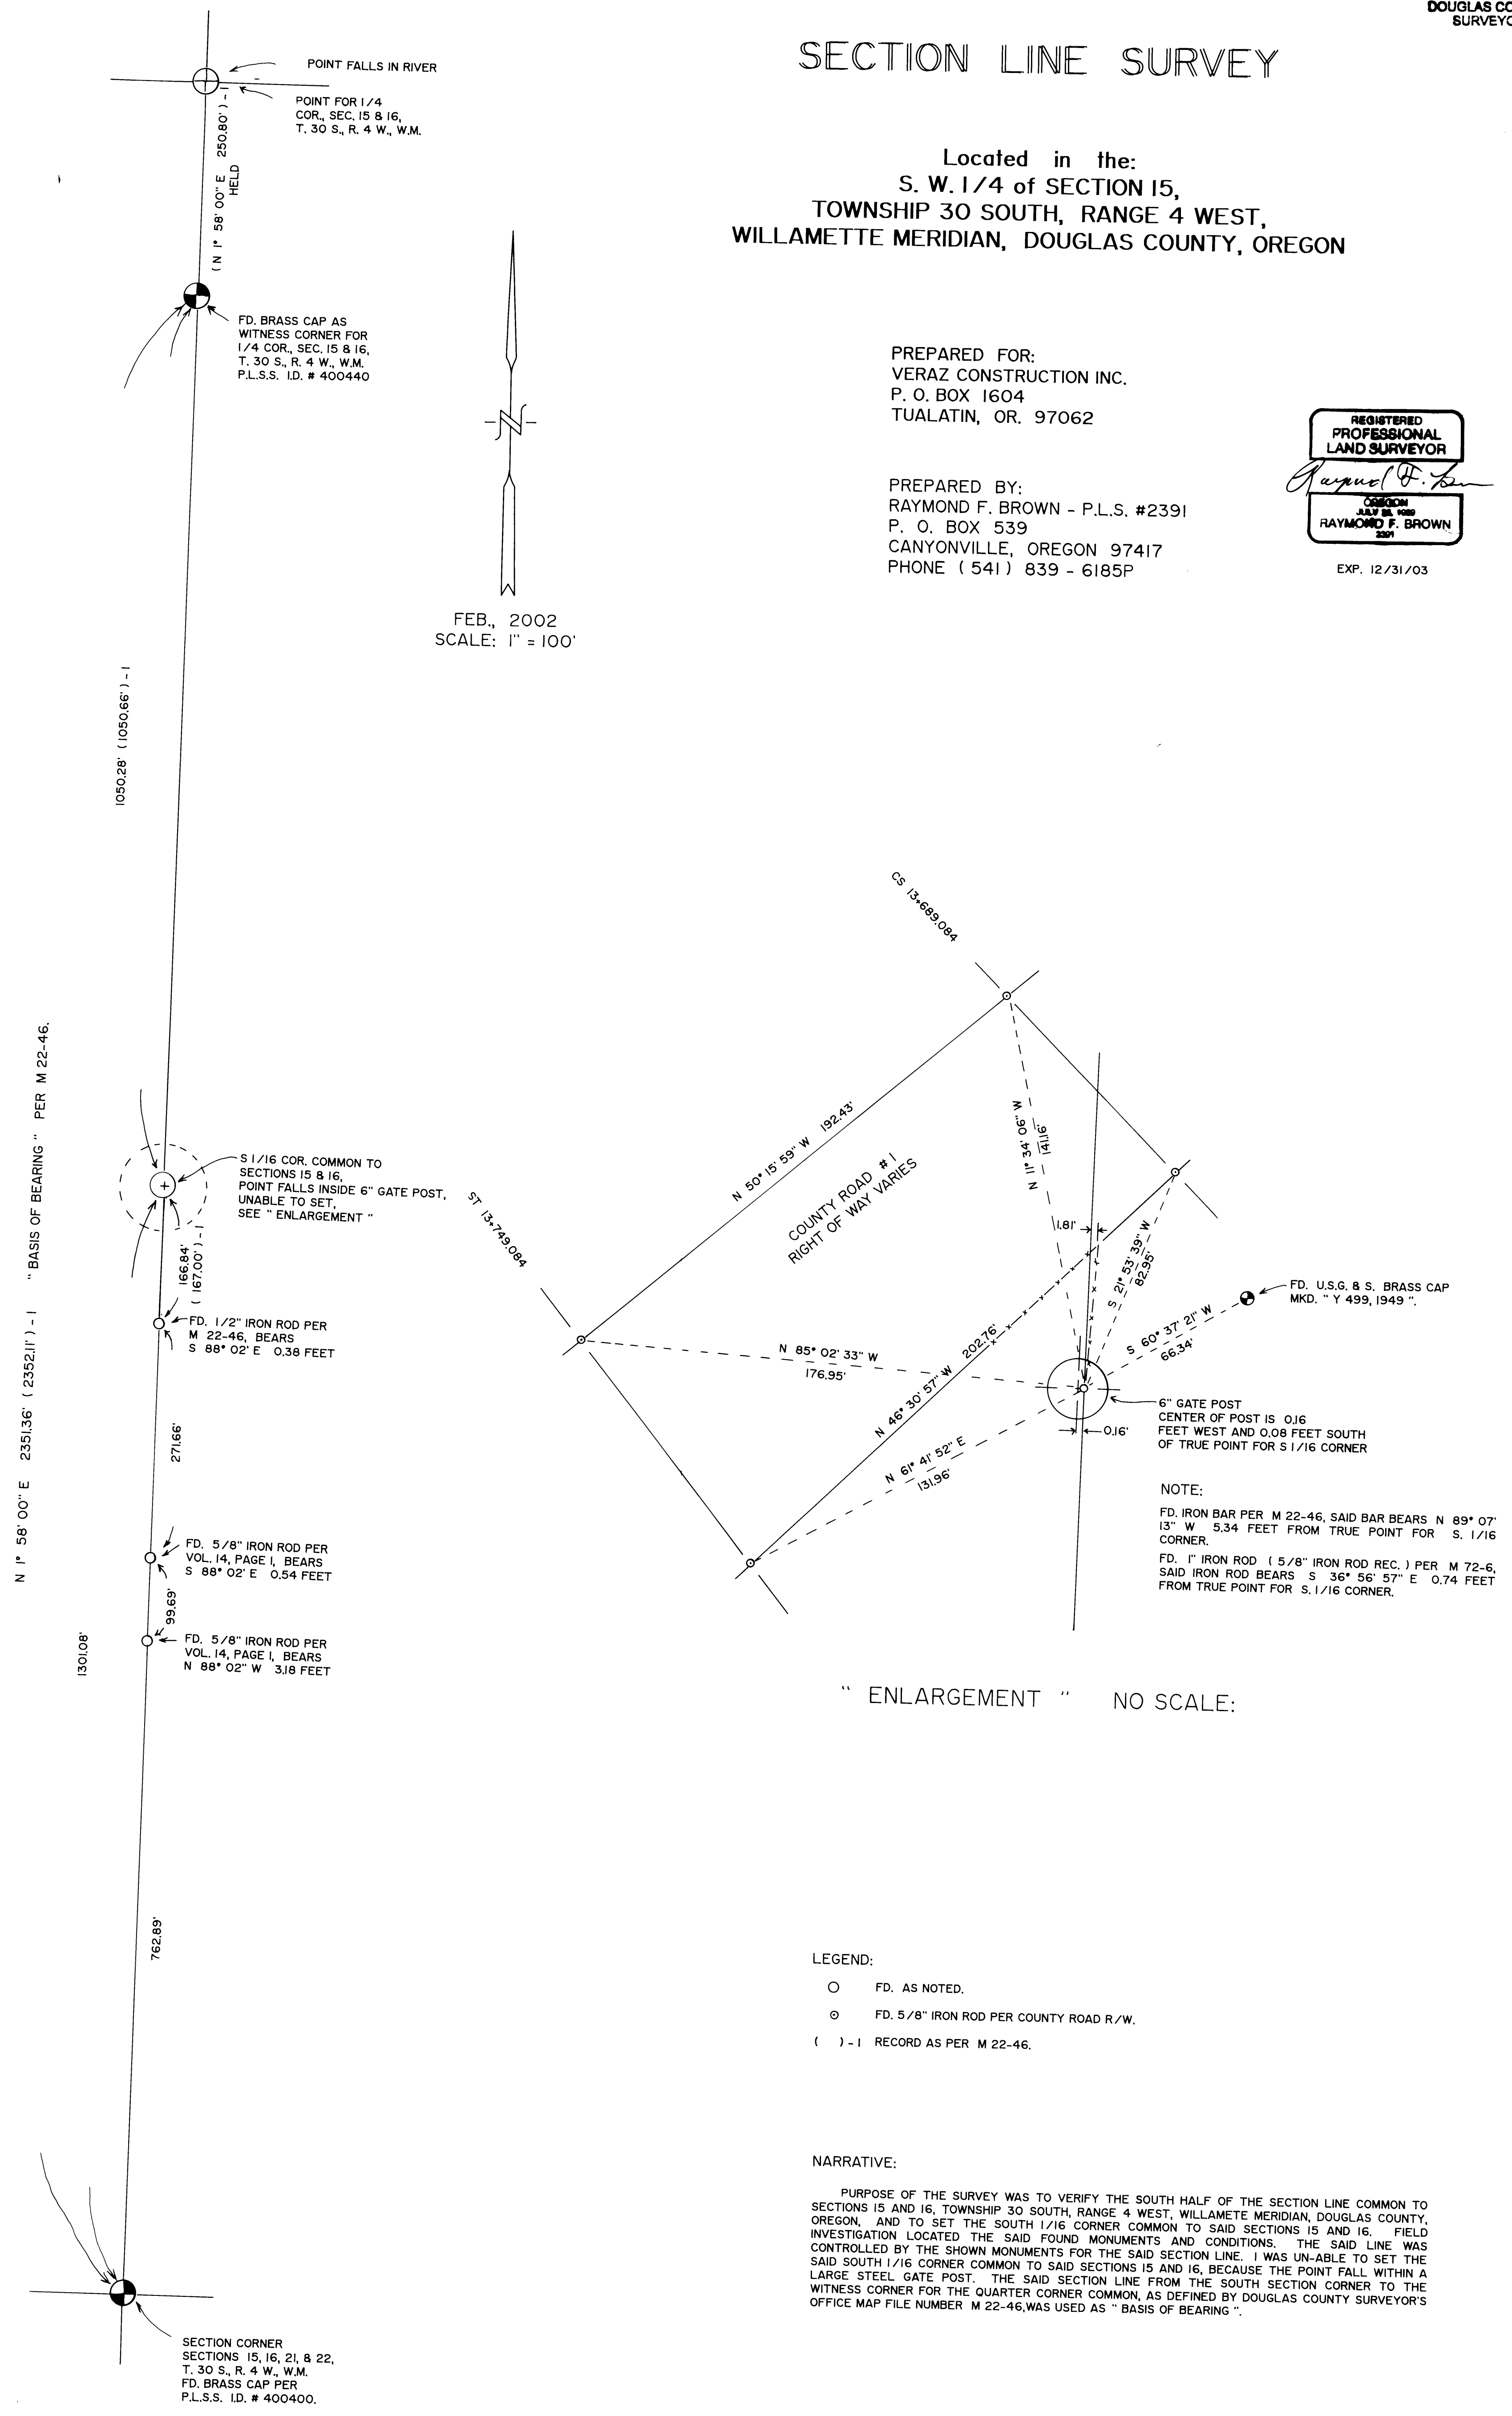 DOUGLAS CO
SURVEYO
SECTION LINE SURVEY
Located in the:
S. W. 1/4 of SECTION 15,
TOWNSHIP 30 SOUTH, RANGE 4 WEST,
WILLAMETTE MERIDIAN, DOUGLAS COUNTY, OREGON
PREPARED FOR:
VERAZ CONSTRUCTION INC.
P. O. BOX 1604
TUALATIN, OR. 97062
PREPARED BY:
RAYMOND F. BROWN - P.L.S. #2391
P. O. BOX 539
CANYONVILLE, OREGON 97417
PHONE ( 541 ) 839 - 6185P
REGISTERED
PROFESSIONAL
LAND SURVEYOR
OREGON
RAYMOND F. BROWN
2391
EXP. 12/31/03
FEB., 2002
SCALE: 1" = 100'
N
POINT FALLS IN RIVER
POINT FOR 1/4
COR., SEC. 15 & 16,
T. 30 S., R. 4 W., W.M.
( N 1° 58' 00" E 250.80' ) - 1
HELD
FD. BRASS CAP AS
WITNESS CORNER FOR
1/4 COR., SEC. 15 & 16,
T. 30 S., R. 4 W., W.M.
P.L.S.S. I.D. # 400440
1050.28' ( 1050.66' ) - 1
N 1° 58' 00" E 2351.36' ( 2352.11' ) - 1 " BASIS OF BEARING " PER M 22-46.
S 1/16 COR. COMMON TO
SECTIONS 15 & 16,
POINT FALLS INSIDE 6" GATE POST,
UNABLE TO SET,
SEE " ENLARGEMENT "
166.84'
( 167.00' ) - 1
FD. 1/2" IRON ROD PER
M 22-46, BEARS
S 88° 02' E 0.38 FEET
271.66'
FD. 5/8" IRON ROD PER
VOL. 14, PAGE 1, BEARS
S 88° 02' E 0.54 FEET
99.69'
FD. 5/8" IRON ROD PER
VOL. 14, PAGE 1, BEARS
N 88° 02" W 3.18 FEET
1301.08'
762.89'
SECTION CORNER
SECTIONS 15, 16, 21, & 22,
T. 30 S., R. 4 W., W.M.
FD. BRASS CAP PER
P.L.S.S. I.D. # 400400.
CS 13+689.084
ST 13+749.084
N 50° 15' 59" W 192.43'
COUNTY ROAD # 1
RIGHT OF WAY VARIES
N 11° 34' 06" W
141.16'
1.81'
S 21° 53' 39" W
82.95'
S 60° 37' 21" W
66.34'
FD. U.S.G. & S. BRASS CAP
MKD. " Y 499, 1949 ".
N 85° 02' 33" W
176.95'
N 46° 30' 57" W 202.76'
N 61° 41' 52" E
131.96'
0.16'
6" GATE POST
CENTER OF POST IS 0.16
FEET WEST AND 0.08 FEET SOUTH
OF TRUE POINT FOR S 1/16 CORNER
NOTE:
FD. IRON BAR PER M 22-46, SAID BAR BEARS N 89° 07'
13" W 5.34 FEET FROM TRUE POINT FOR S. 1/16
CORNER.
FD. 1" IRON ROD ( 5/8" IRON ROD REC. ) PER M 72-6,
SAID IRON ROD BEARS S 36° 56' 57" E 0.74 FEET
FROM TRUE POINT FOR S. 1/16 CORNER.
" ENLARGEMENT " NO SCALE:
LEGEND:
FD. AS NOTED.
FD. 5/8" IRON ROD PER COUNTY ROAD R/W.
( ) - 1 RECORD AS PER M 22-46.
NARRATIVE:
PURPOSE OF THE SURVEY WAS TO VERIFY THE SOUTH HALF OF THE SECTION LINE COMMON TO
SECTIONS 15 AND 16, TOWNSHIP 30 SOUTH, RANGE 4 WEST, WILLAMETE MERIDIAN, DOUGLAS COUNTY,
OREGON, AND TO SET THE SOUTH 1/16 CORNER COMMON TO SAID SECTIONS 15 AND 16. FIELD
INVESTIGATION LOCATED THE SAID FOUND MONUMENTS AND CONDITIONS. THE SAID LINE WAS
CONTROLLED BY THE SHOWN MONUMENTS FOR THE SAID SECTION LINE. I WAS UN-ABLE TO SET THE
SAID SOUTH 1/16 CORNER COMMON TO SAID SECTIONS 15 AND 16, BECAUSE THE POINT FALL WITHIN A
LARGE STEEL GATE POST. THE SAID SECTION LINE FROM THE SOUTH SECTION CORNER TO THE
WITNESS CORNER FOR THE QUARTER CORNER COMMON, AS DEFINED BY DOUGLAS COUNTY SURVEYOR'S
OFFICE MAP FILE NUMBER M 22-46,WAS USED AS " BASIS OF BEARING ".